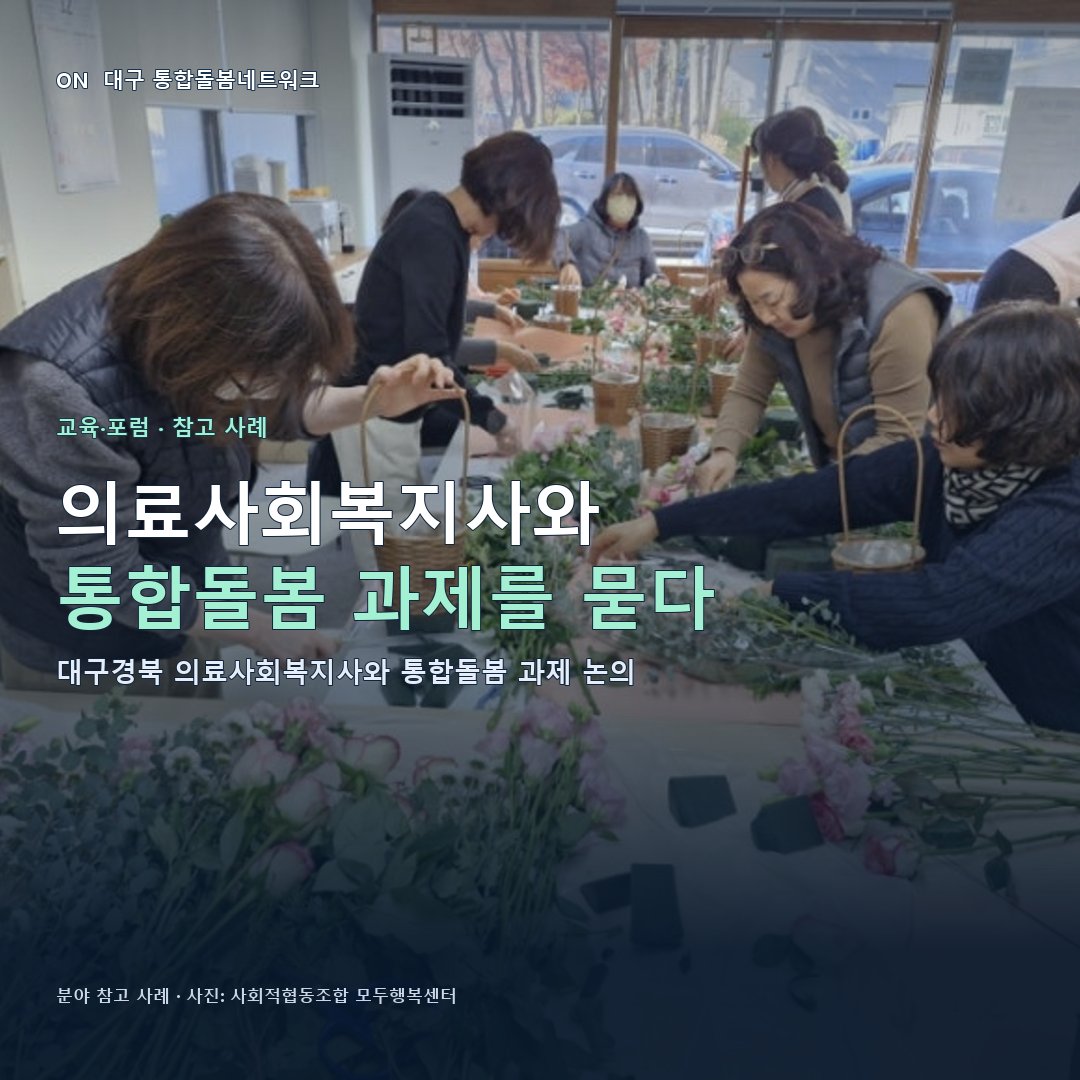 ON 대구 통합돌봄네트워크
교육·포럼 · 참고 사례
의료사회복지사와
통합돌봄 과제를 묻다
대구경북 의료사회복지사와 통합돌봄 과제 논의
분야 참고 사례 · 사진: 사회적협동조합 모두행복센터